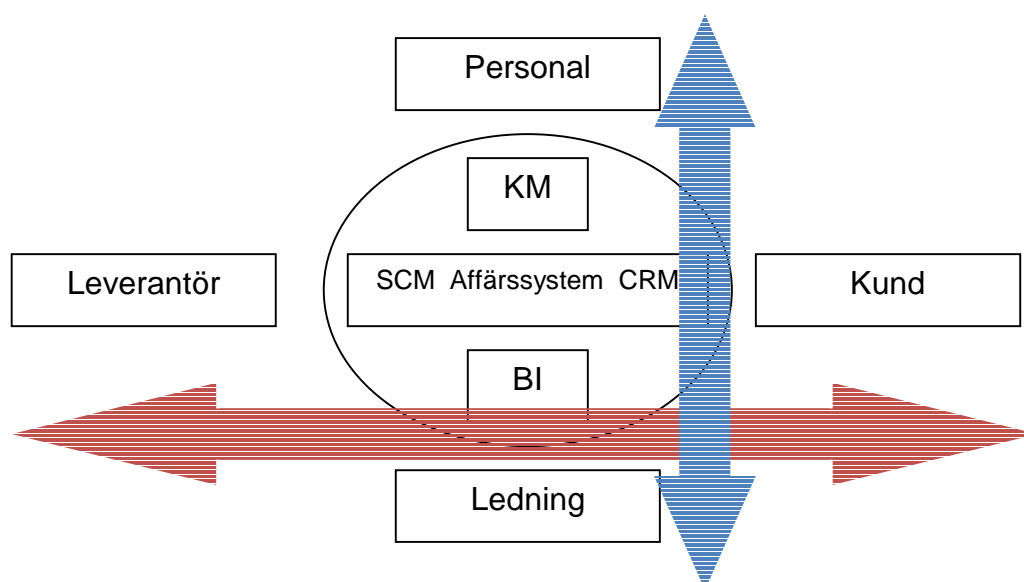 Personal
KM
Leverantör
SCM Affärssystem CRM
Kund
BI
Ledning